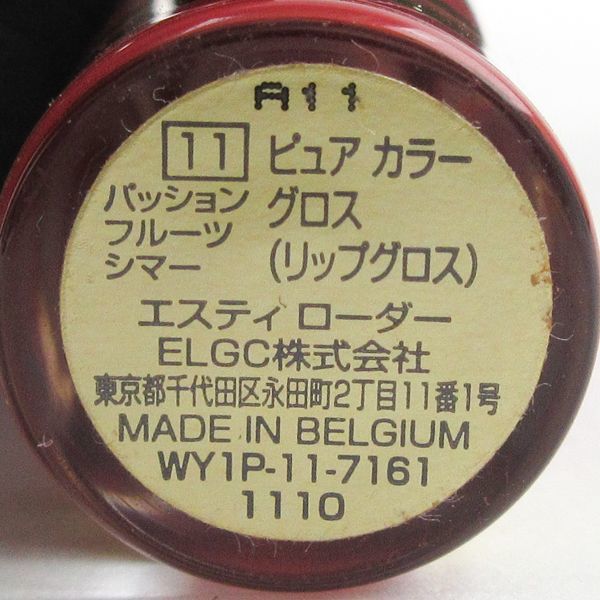 A11
11 ピュア カラー
パッション グロス
フルーツ
シマー (リップグロス)
エスティ ローダー
ELGC株式会社
東京都千代田区永田町2丁目11番1号
MADE IN BELGIUM
WY1P-11-7161
1110